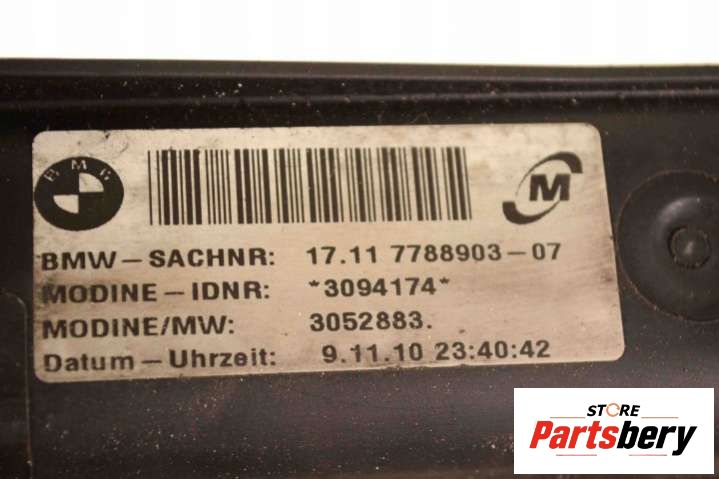 BMW
M
BMW-SACHNR: 17.11 7788903-07
MODINE-IDNR: *3094174*
MODINE/MW: 3052883.
Datum-Uhrzeit: 9.11.10 23:40:42
STORE
Partsbery